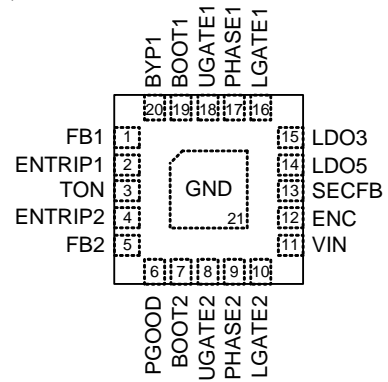 BYP1
BOOT1
UGATE1
PHASE1
LGATE1
20 19 18 17 16
FB1 1
15 LDO3
ENTRIP1 2
14 LDO5
TON 3
GND
13 SECFB
ENTRIP2 4
21
12 ENC
FB2 5
11 VIN
6 7 8 9 10
PGOOD
BOOT2
UGATE2
PHASE2
LGATE2